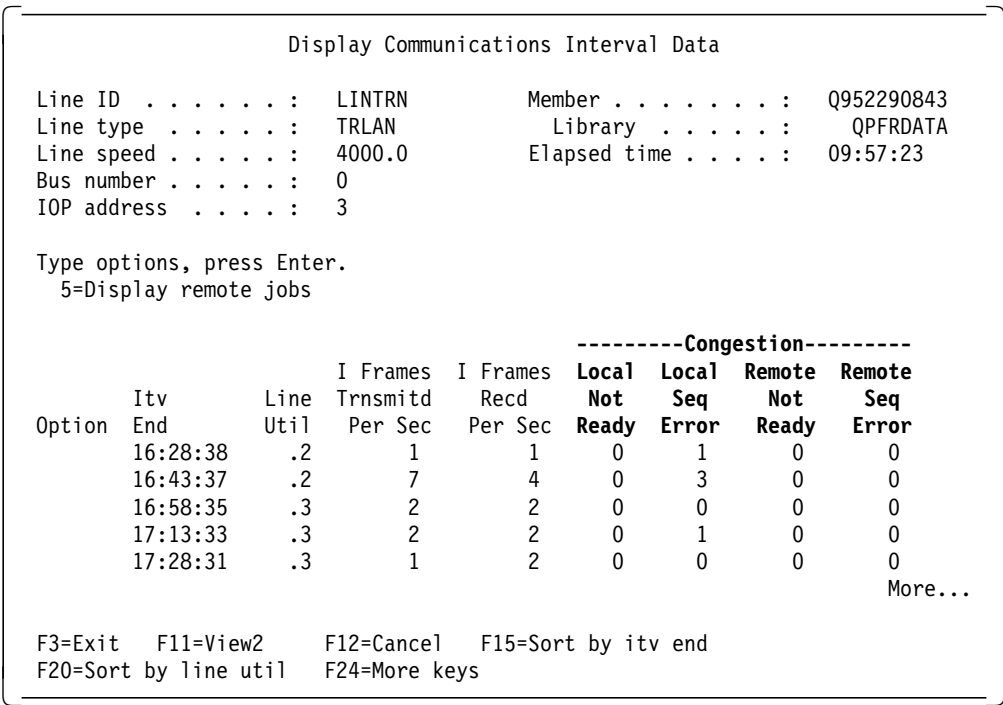 Display Communications Interval Data
Line ID . . . . . . :   LINTRN          Member . . . . . . . :   Q952290843
Line type . . . . . :   TRLAN             Library . . . . . :     QPFRDATA
Line speed . . . . . :   4000.0          Elapsed time . . . . :   09:57:23
Bus number . . . . . :   0
IOP address . . . . :   3
Type options, press Enter.
5=Display remote jobs
---------Congestion---------
I Frames  I Frames  Local  Local  Remote  Remote
Itv  Line  Trnsmitd  Recd  Not  Seq  Not  Seq
Option  End  Util  Per Sec  Per Sec  Ready  Error  Ready  Error
16:28:38  .2  1  1  0  1  0  0
16:43:37  .2  7  4  0  3  0  0
16:58:35  .3  2  2  0  0  0  0
17:13:33  .3  2  2  0  1  0  0
17:28:31  .3  1  2  0  0  0  0
More...
F3=Exit   F11=View2   F12=Cancel   F15=Sort by itv end
F20=Sort by line util   F24=More keys